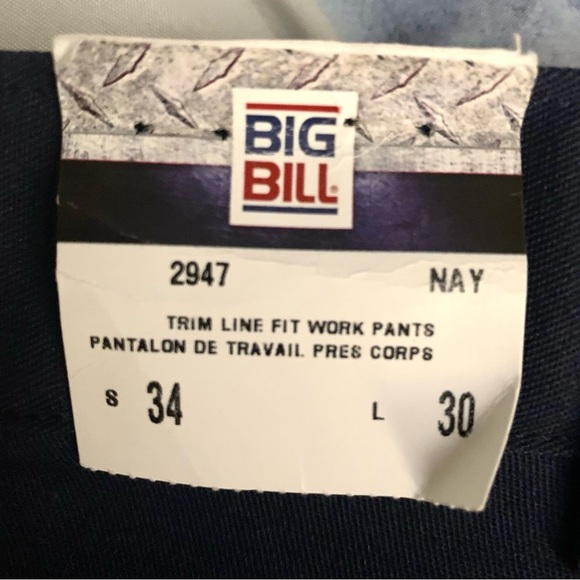 BIG
BILL®
2947 NAY
TRIM LINE FIT WORK PANTS
PANTALON DE TRAVAIL PRES CORPS
S 34 L 30